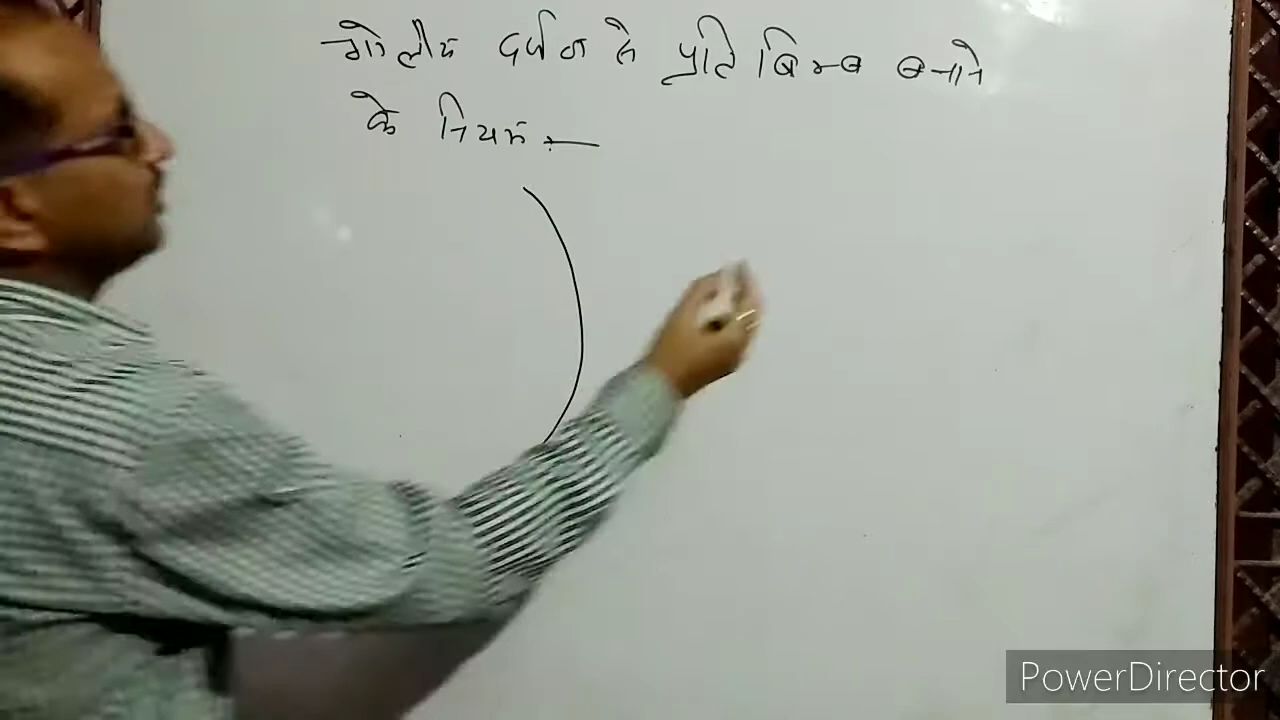 गोलीय दर्पण से प्रतिबिम्ब बनाने
के नियम :—
PowerDirector